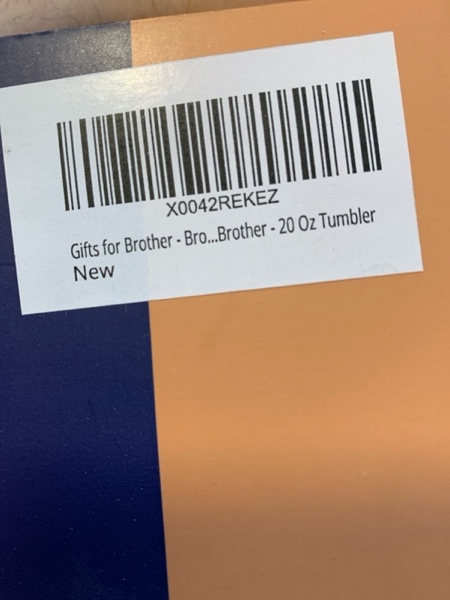 X0042REKEZ
Gifts for Brother - Bro...Brother - 20 Oz Tumbler
New